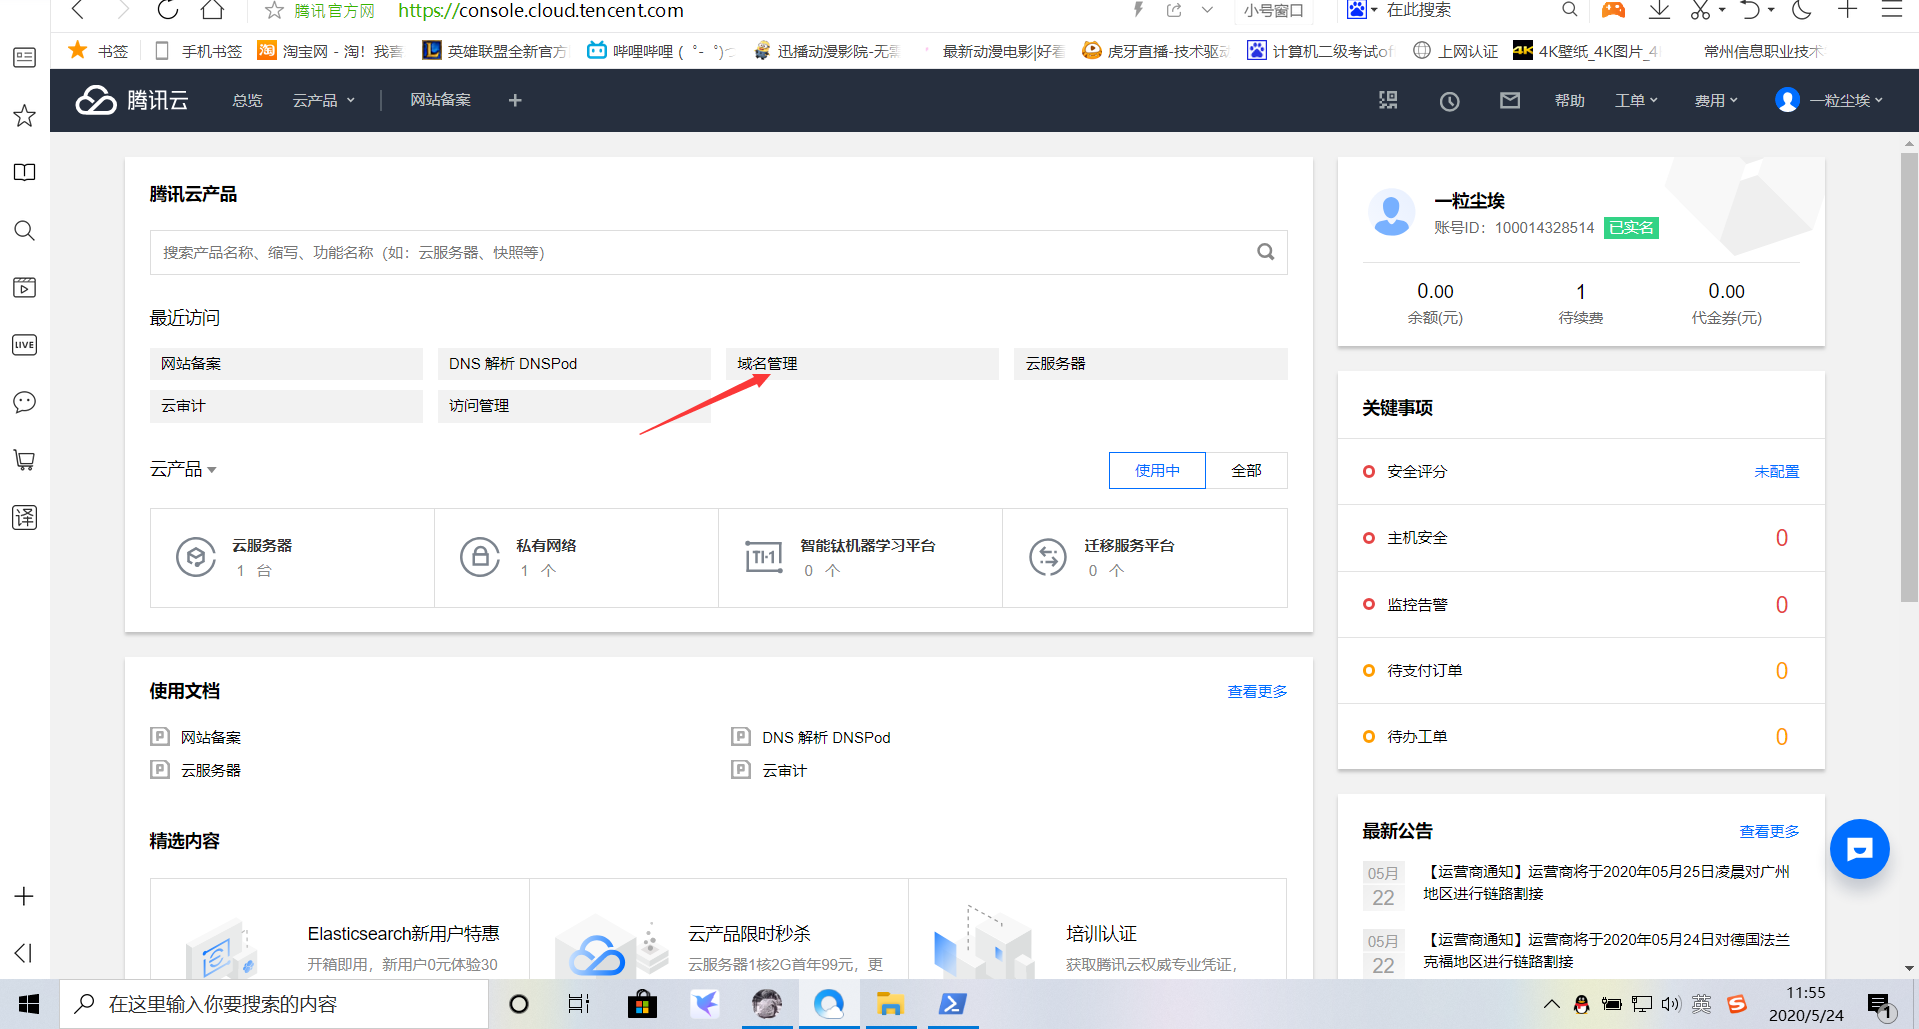 腾讯官方网 https://console.cloud.tencent.com 小号窗口 在此搜索
书签 手机书签 淘宝网 - 淘！我喜 英雄联盟全新官方 哔哩哔哩 ( ゜- ゜)つ 迅播动漫影院-无需 最新动漫电影|好看 虎牙直播-技术驱动 计算机二级考试of 上网认证 4K壁纸_4K图片_4 常州信息职业技术
腾讯云 总览 云产品 网站备案 帮助 工单 费用 一粒尘埃
LIVE
译
腾讯云产品
搜索产品名称、缩写、功能名称（如：云服务器、快照等）
最近访问
网站备案 DNS 解析 DNSPod 域名管理 云服务器
云审计 访问管理
云产品 使用中 全部
云服务器 私有网络 智能钛机器学习平台 迁移服务平台
TI-1
1 台 1 个 0 个 0 个
使用文档 查看更多
网站备案 DNS 解析 DNSPod
云服务器 云审计
精选内容
Elasticsearch新用户特惠 云产品限时秒杀 培训认证
开箱即用，新用户0元体验30 云服务器1核2G首年99元，更 获取腾讯云权威专业凭证，
一粒尘埃
账号ID：100014328514 已实名
0.00 1 0.00
余额(元) 待续费 代金券(元)
关键事项
安全评分 未配置
主机安全 0
监控告警 0
待支付订单 0
待办工单 0
最新公告 查看更多
05月 22 【运营商通知】运营商将于2020年05月25日凌晨对广州
地区进行链路割接
05月 22 【运营商通知】运营商将于2020年05月24日对德国法兰
克福地区进行链路割接
在这里输入你要搜索的内容 英 11:55
2020/5/24 1